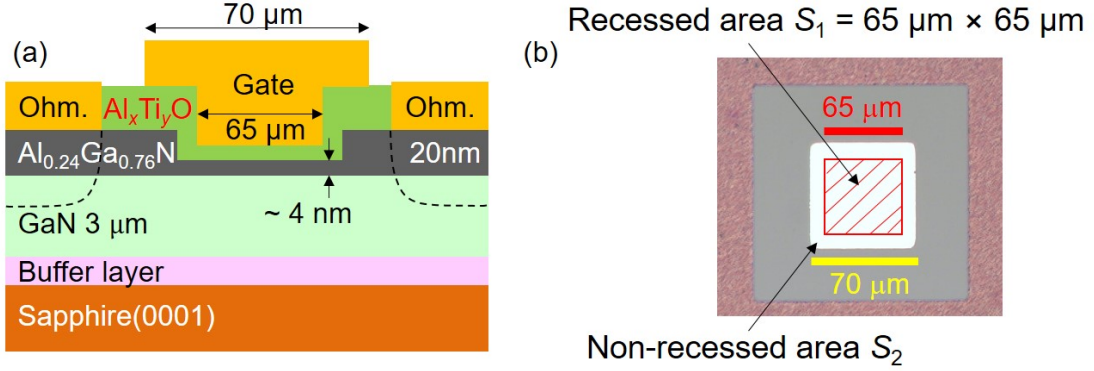 (a)
70 μm
Ohm.
AlxTiyO
Gate
65 μm
Ohm.
Al0.24Ga0.76N
20nm
~ 4 nm
GaN 3 μm
Buffer layer
Sapphire(0001)
(b)
Recessed area S1 = 65 μm × 65 μm
65 μm
70 μm
Non-recessed area S2